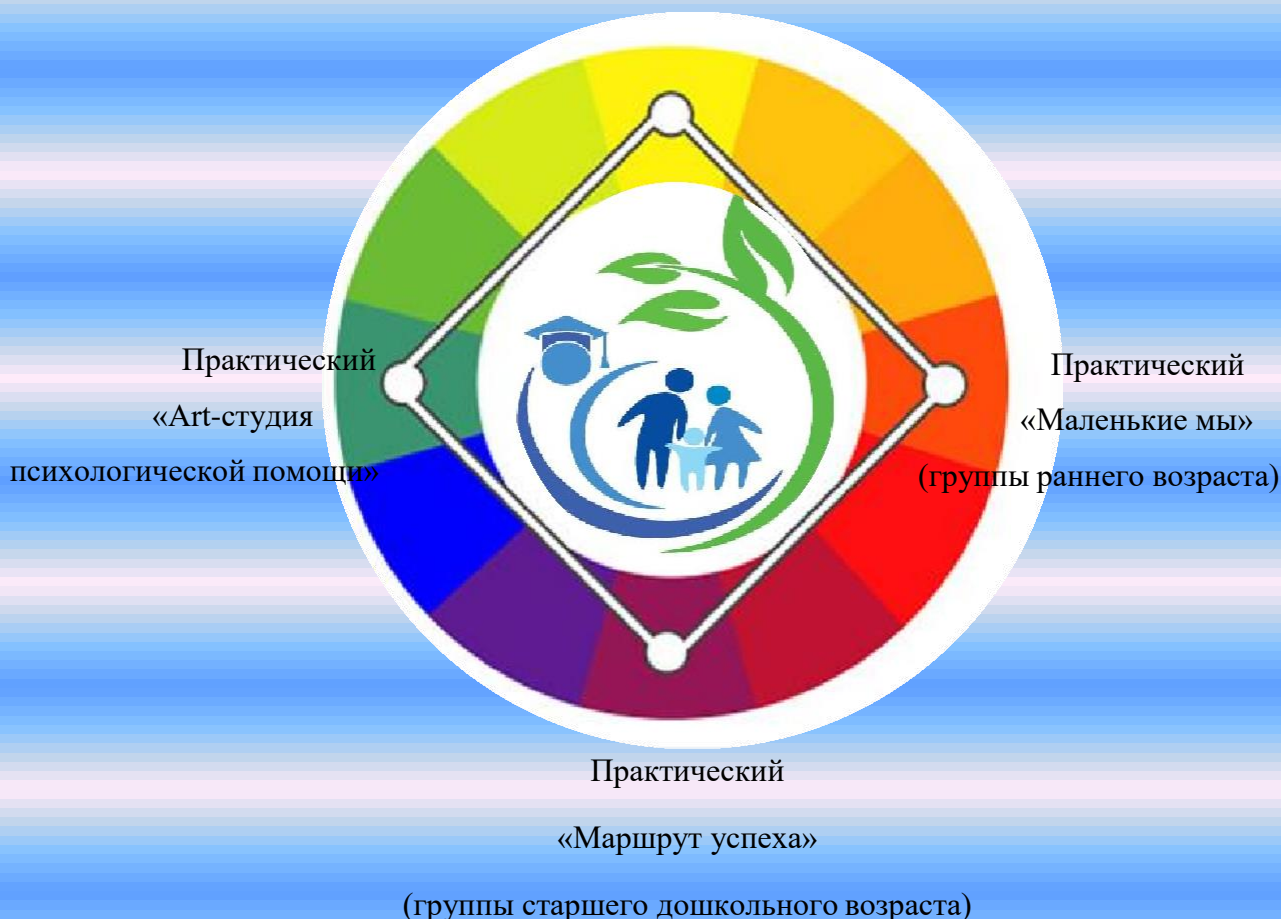 Практический
«Art-студия
психологической помощи»
Практический
«Маленькие мы»
(группы раннего возраста)
Практический
«Маршрут успеха»
(группы старшего дошкольного возраста)